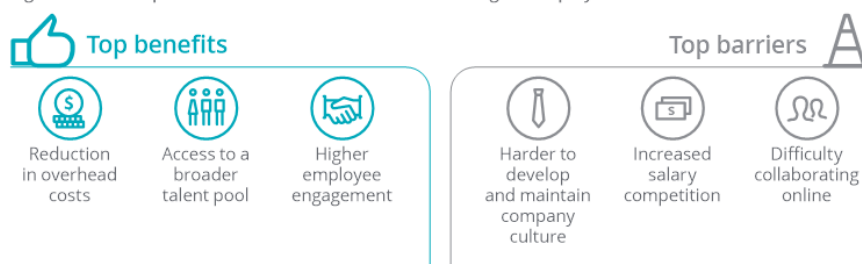 Top benefits
Top barriers
$
Reduction
in overhead
costs
Access to a
broader
talent pool
Higher
employee
engagement
Harder to
develop
and maintain
company
culture
$
Increased
salary
competition
Difficulty
collaborating
online